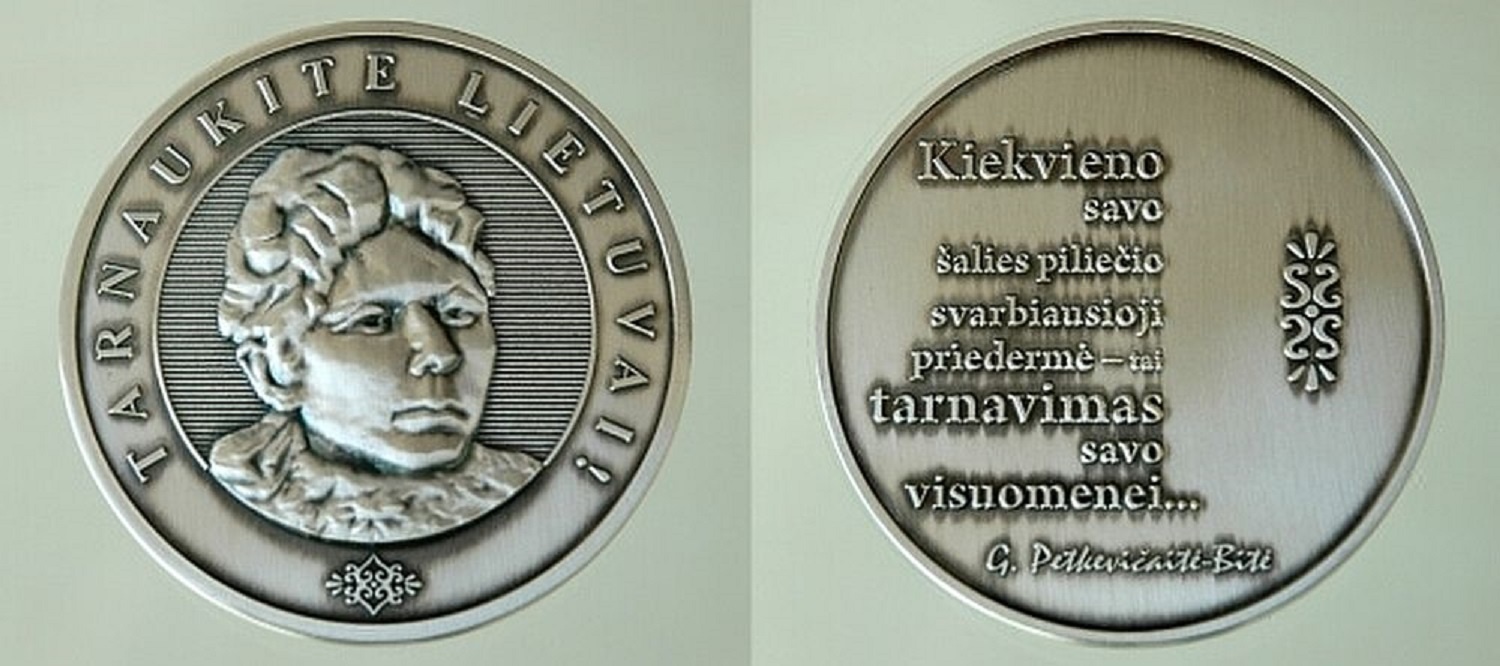 TARNAUKITE LIETUVAI!
Kiekvieno
savo
šalies piliečio
svarbiausioji
priedermė – tai
tarnavimas
savo
visuomenei...
G. Petkevičaitė-Bitė